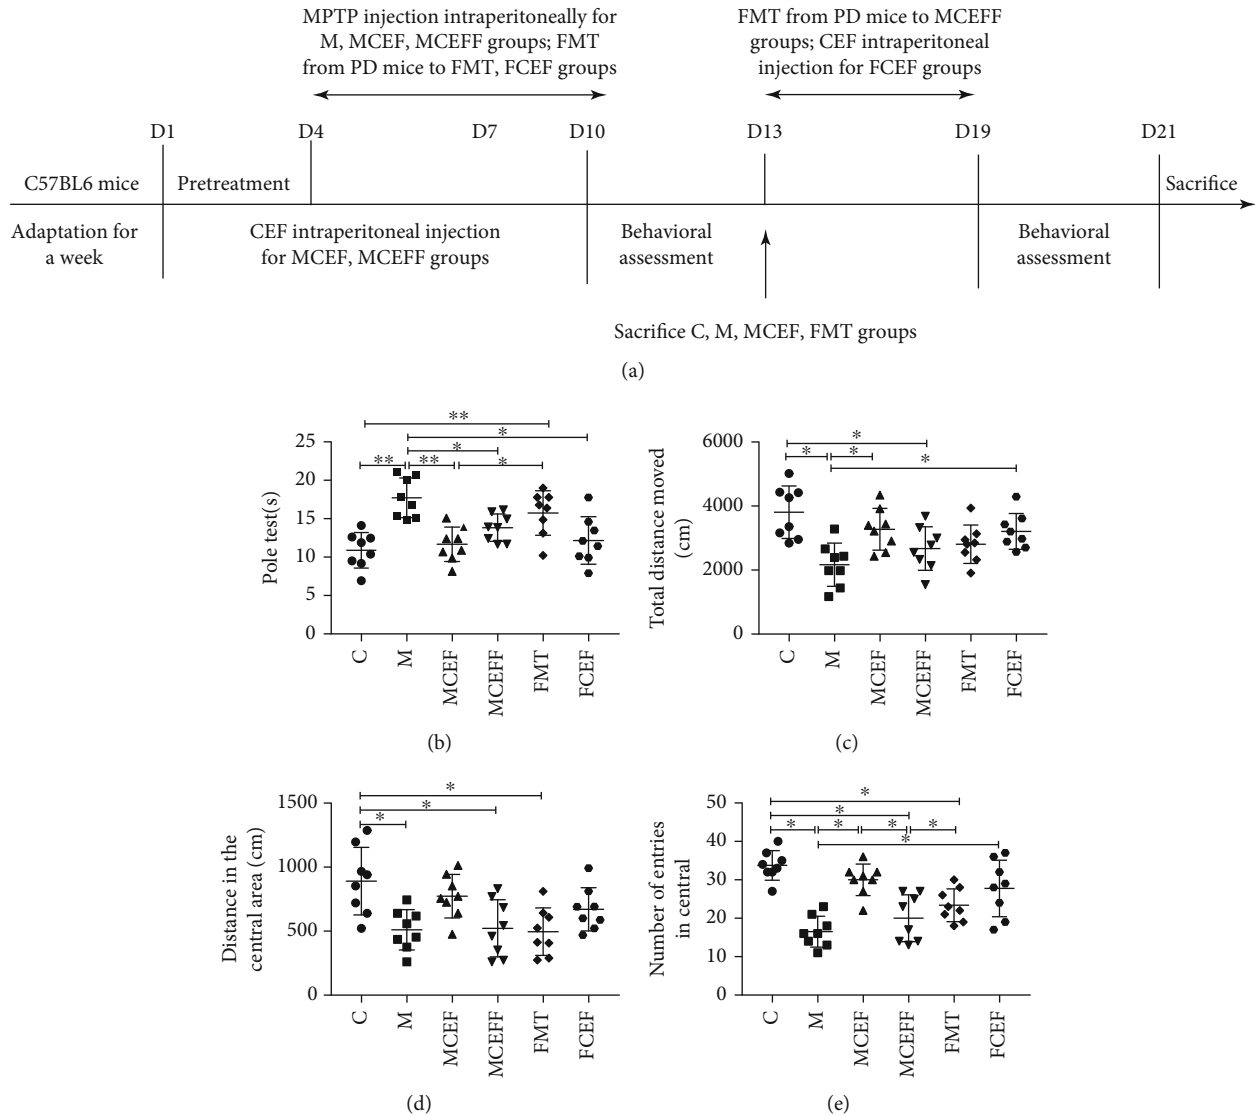 MPTP injection intraperitoneally for
M, MCEF, MCEFF groups; FMT
from PD mice to FMT, FCEF groups
FMT from PD mice to MCEFF
groups; CEF intraperitoneal
injection for FCEF groups
D1
D4
D7
D10
D13
D19
D21
C57BL6 mice
Pretreatment
Sacrifice
Adaptation for
a week
CEF intraperitoneal injection
for MCEF, MCEFF groups
Behavioral
assessment
Behavioral
assessment
Sacrifice C, M, MCEF, FMT groups
(a)
Pole test(s)
25
20
15
10
5
0
**
*
*
** ** *
C
M
MCEF
MCEFF
FMT
FCEF
(b)
Total distance moved
(cm)
6000
4000
2000
0
*
* *
*
C
M
MCEF
MCEFF
FMT
FCEF
(c)
Distance in the
central area (cm)
1500
1000
500
0
*
*
*
C
M
MCEF
MCEFF
FMT
FCEF
(d)
Number of entries
in central
50
40
30
20
10
0
*
*
* * * *
*
C
M
MCEF
MCEFF
FMT
FCEF
(e)